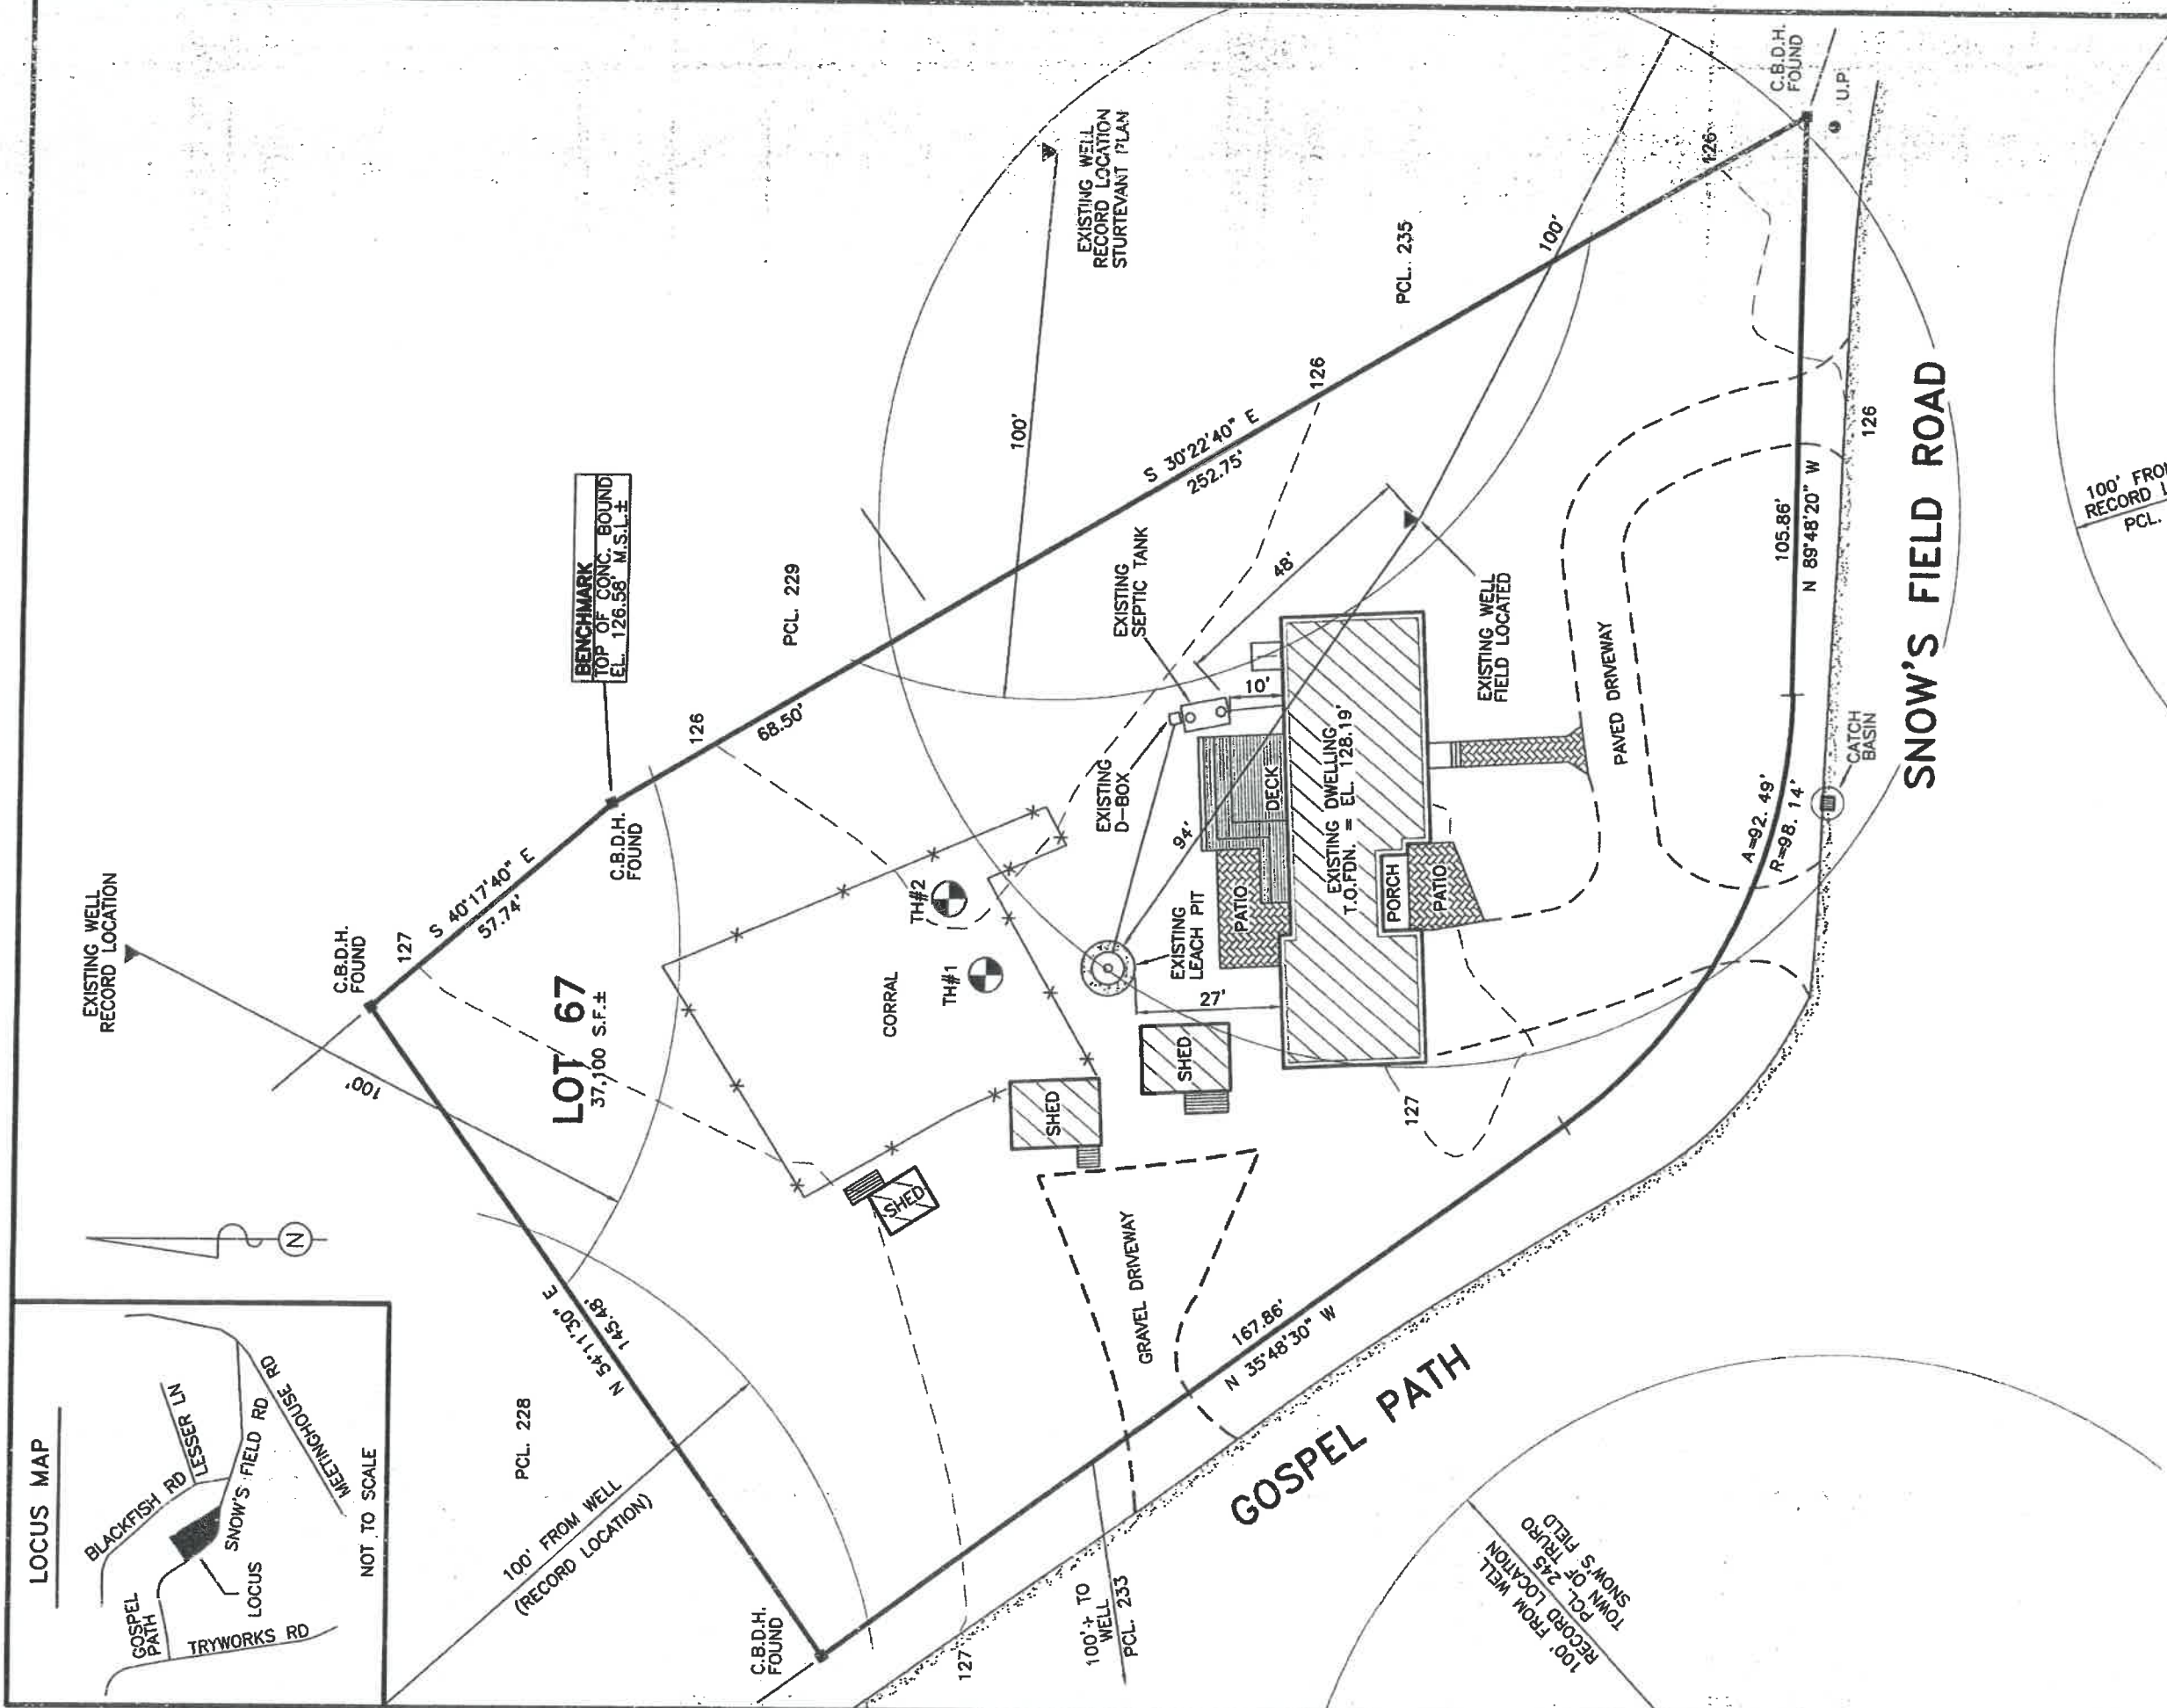 LOCUS MAP
BLACKFISH RD
LESSER LN
GOSPEL
PATH
SNOW'S FIELD RD
MEETINGHOUSE RD
LOCUS
TRYWORKS RD
NOT TO SCALE
N
EXISTING WELL
RECORD LOCATION
100'
C.B.D.H.
FOUND
127
S 40°17'40" E
57.74'
C.B.D.H.
FOUND
BENCHMARK
TOP OF CONC. BOUND
EL. 126.58' M.S.L.±
LOT 67
37,100 S.F.±
126
68.50'
PCL. 229
PCL. 228
N 54°11'30" E
145.48'
100' FROM WELL
(RECORD LOCATION)
C.B.D.H.
FOUND
127
100'+ TO
WELL
PCL. 233
CORRAL
TH#1
TH#2
SHED
SHED
SHED
GRAVEL DRIVEWAY
167.86'
N 35°48'30" W
GOSPEL PATH
127
EXISTING
D-BOX
EXISTING
SEPTIC TANK
EXISTING
LEACH PIT
27'
94'
10'
48'
PATIO
DECK
EXISTING DWELLING
T.O.FDN. = EL. 128.19'
PORCH
PATIO
EXISTING WELL
FIELD LOCATED
PAVED DRIVEWAY
EXISTING WELL
RECORD LOCATION
STURTEVANT PLAN
100'
S 30°22'40" E
252.75'
126
PCL. 235
100'
126
C.B.D.H.
FOUND
U.P.
105.86'
N 89°48'20" W
126
A=92.49'
R=98.14'
CATCH
BASIN
SNOW'S FIELD ROAD
100' FROM WELL
RECORD LOCATION
PCL. 245
TOWN OF TRURO
SNOW'S FIELD
100' FRO
RECORD L
PCL.